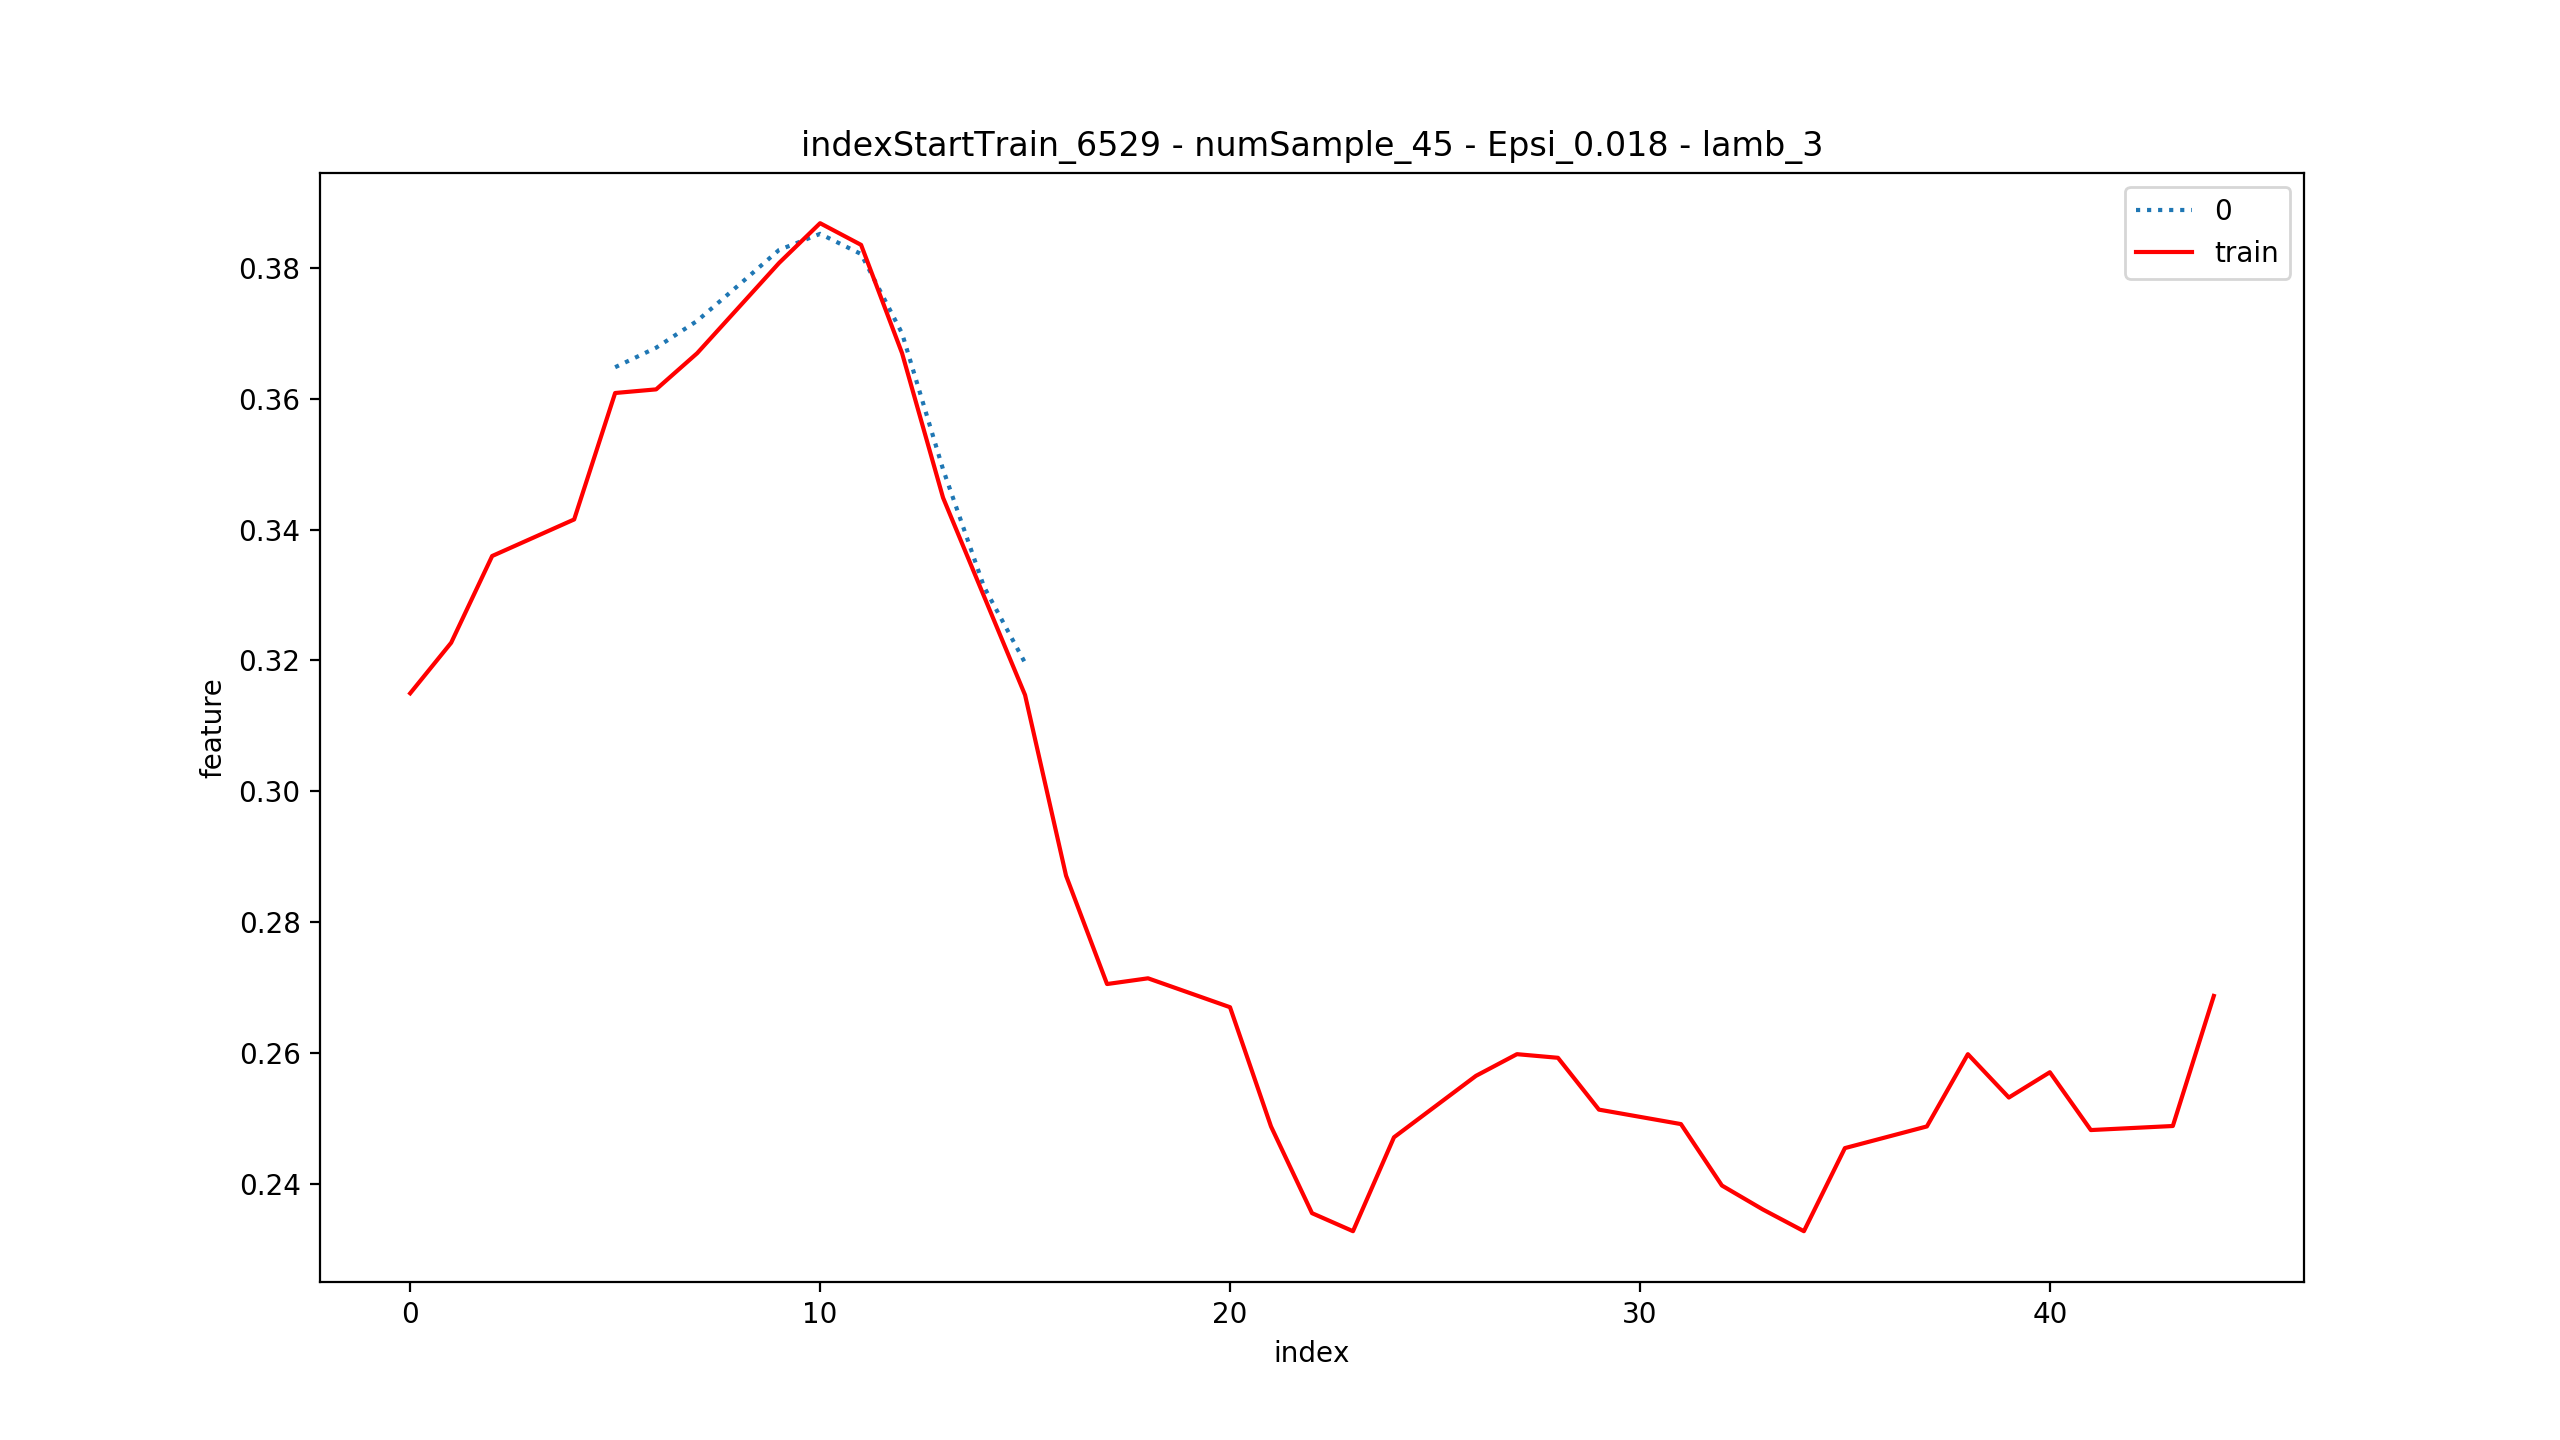 indexStartTrain_6529 - numSample_45 - Epsi_0.018 - lamb_3
0
train
0.38
0.36
0.34
0.32
0.30
0.28
0.26
0.24
feature
0 10 20 30 40
index